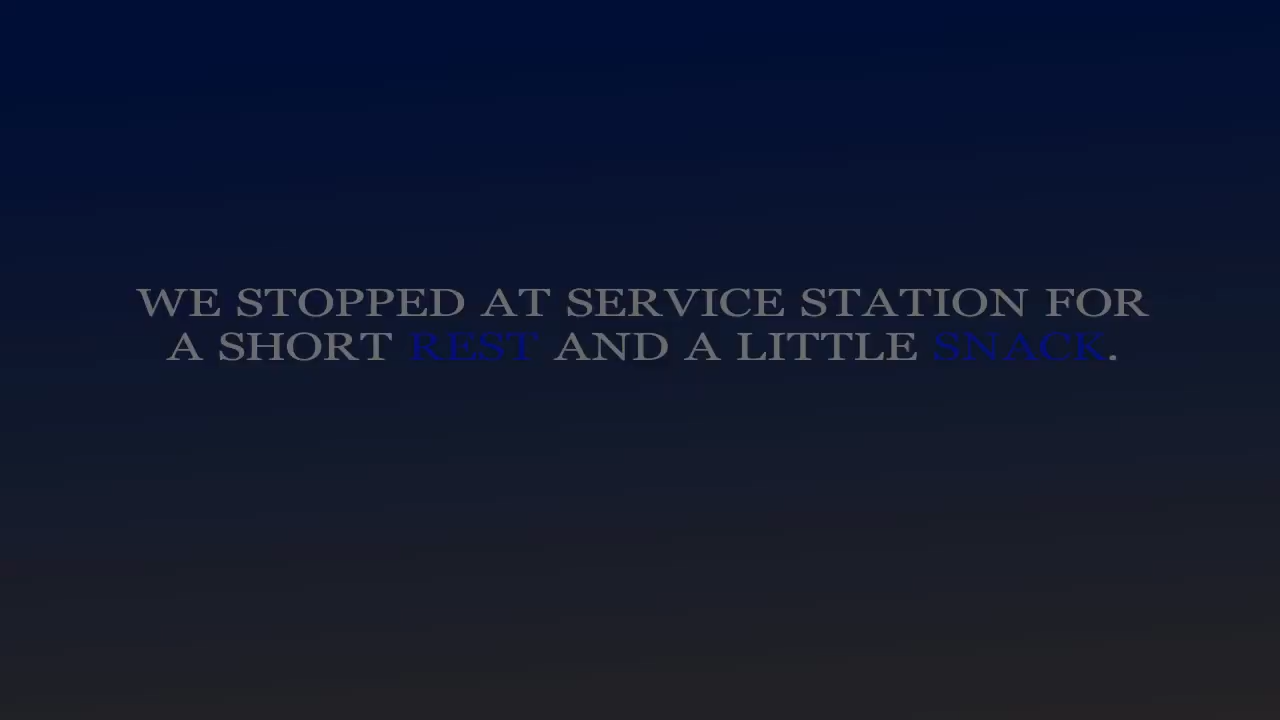 WE STOPPED AT SERVICE STATION FOR
A SHORT REST AND A LITTLE SNACK.